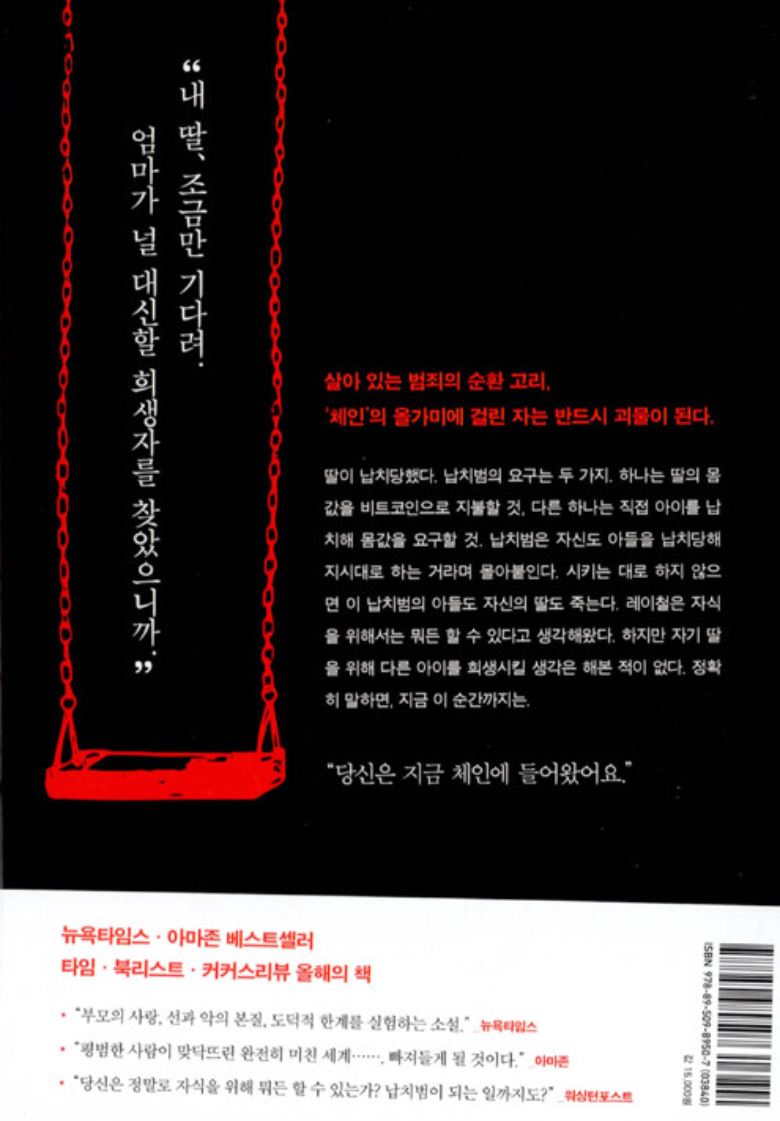 “내 딸, 조금만 기다려.
엄마가 널 대신할 희생자를 찾았으니까.”
살아 있는 범죄의 순환 고리,
‘체인’의 올가미에 걸린 자는 반드시 괴물이 된다.
딸이 납치당했다. 납치범의 요구는 두 가지. 하나는 딸의 몸
값을 비트코인으로 지불할 것, 다른 하나는 직접 아이를 납
치해 몸값을 요구할 것. 납치범은 자신도 아들을 납치당해
지시대로 하는 거라며 몰아붙인다. 시키는 대로 하지 않으
면 이 납치범의 아들도 자신의 딸도 죽는다. 레이철은 자식
을 위해서는 뭐든 할 수 있다고 생각해왔다. 하지만 자기 딸
을 위해 다른 아이를 희생시킬 생각은 해본 적이 없다. 정확
히 말하면, 지금 이 순간까지는.
“당신은 지금 체인에 들어왔어요.”
뉴욕타임스 · 아마존 베스트셀러
타임 · 북리스트 · 커커스리뷰 올해의 책
• “부모의 사랑, 선과 악의 본질, 도덕적 한계를 실험하는 소설.” _뉴욕타임스
• “평범한 사람이 맞닥뜨린 완전히 미친 세계……. 빠져들게 될 것이다.” _아마존
• “당신은 정말로 자식을 위해 뭐든 할 수 있는가? 납치범이 되는 일까지도?” _워싱턴포스트
ISBN 978-89-509-8950-7 (03840)
값 15,000원